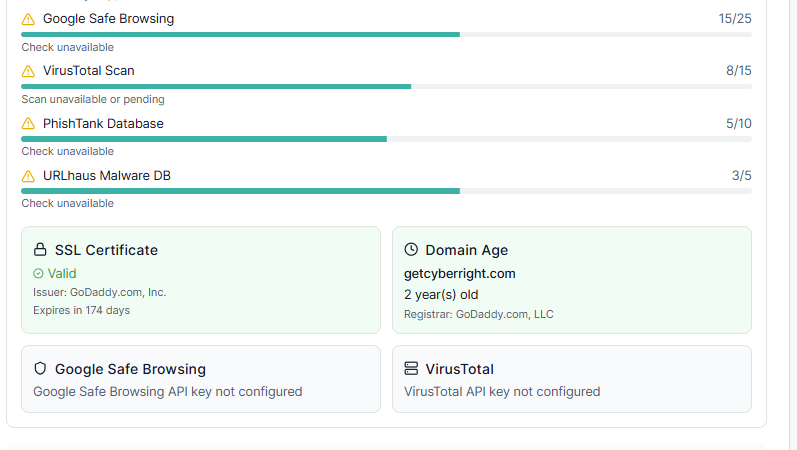 Google Safe Browsing 15/25
Check unavailable
VirusTotal Scan 8/15
Scan unavailable or pending
PhishTank Database 5/10
Check unavailable
URLhaus Malware DB 3/5
Check unavailable
SSL Certificate
Valid
Issuer: GoDaddy.com, Inc.
Expires in 174 days
Domain Age
getcyberright.com
2 year(s) old
Registrar: GoDaddy.com, LLC
Google Safe Browsing
Google Safe Browsing API key not configured
VirusTotal
VirusTotal API key not configured